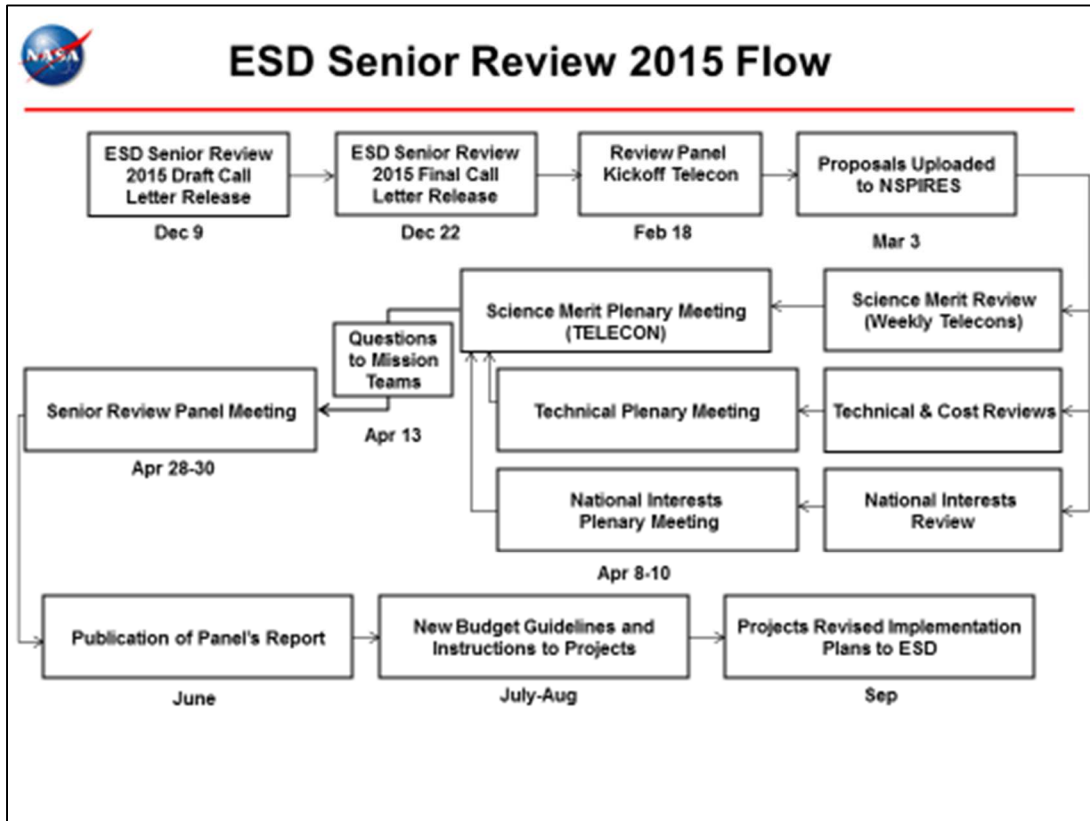 NASA
ESD Senior Review 2015 Flow
ESD Senior Review
2015 Draft Call
Letter Release
Dec 9
ESD Senior Review
2015 Final Call
Letter Release
Dec 22
Review Panel
Kickoff Telecon
Feb 18
Proposals Uploaded
to NSPIRES
Mar 3
Science Merit Review
(Weekly Telecons)
Science Merit Plenary Meeting
(TELECON)
Technical & Cost Reviews
Technical Plenary Meeting
National Interests
Review
National Interests
Plenary Meeting
Apr 8-10
Questions
to Mission
Teams
Apr 13
Senior Review Panel Meeting
Apr 28-30
Publication of Panel's Report
June
New Budget Guidelines and
Instructions to Projects
July-Aug
Projects Revised Implementation
Plans to ESD
Sep